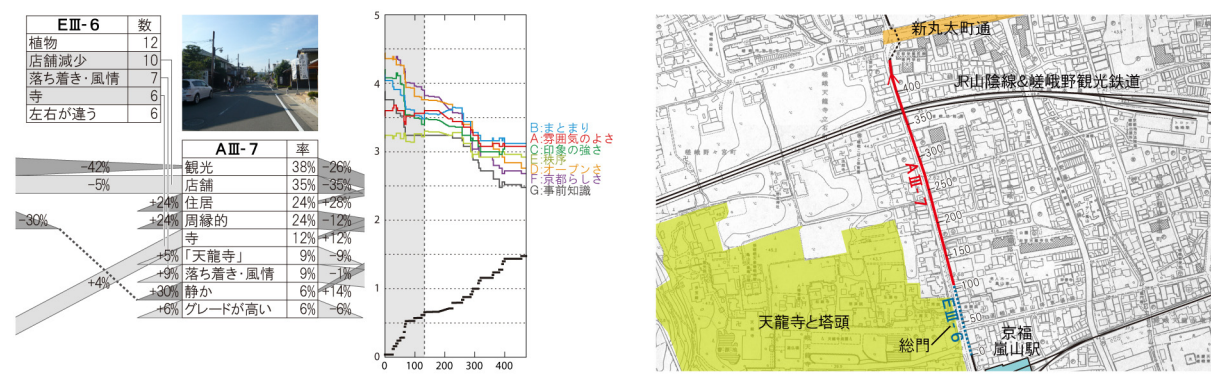 EⅢ-6 数
植物 12
店舗減少 10
落ち着き・風情 7
寺 6
左右が違う 6
AⅢ-7 率
-42% 観光 38% -26%
-5% 店舗 35% -35%
+24% 住居 24% +28%
-30% +24% 周縁的 24% -12%
寺 12% +12%
+5% 「天龍寺」 9% -9%
+4% +9% 落ち着き・風情 9% -1%
+30% 静か 6% +14%
+6% グレードが高い 6% -6%
5
4
3
2
1
0
0 100 200 300 400
B:まとまり
A:雰囲気のよさ
C:印象の強さ
E:秩序
D:オープンさ
F:京都らしさ
G:事前知識
新丸太町通
JR山陰線&嵯峨野観光鉄道
400
350
300
250
200
150
100
50
0
AⅢ-7
EⅢ-6
天龍寺と塔頭
総門
京福
嵐山駅